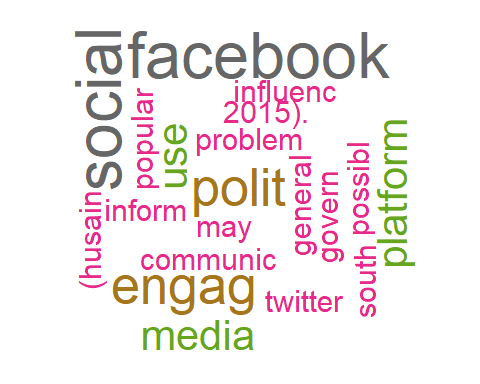 social
facebook
influenc
2015).
popular
use
problem
polit
general
govern
possibl
platform
(husain
inform
may
communic
south
engag
twitter
media